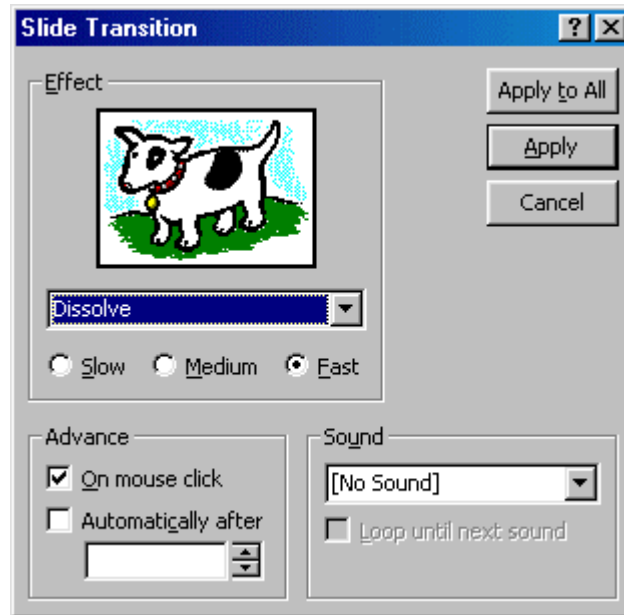 Slide Transition
Effect
Apply to All
Apply
Cancel
Dissolve
Slow Medium Fast
Advance
On mouse click
Automatically after
Sound
[No Sound]
Loop until next sound